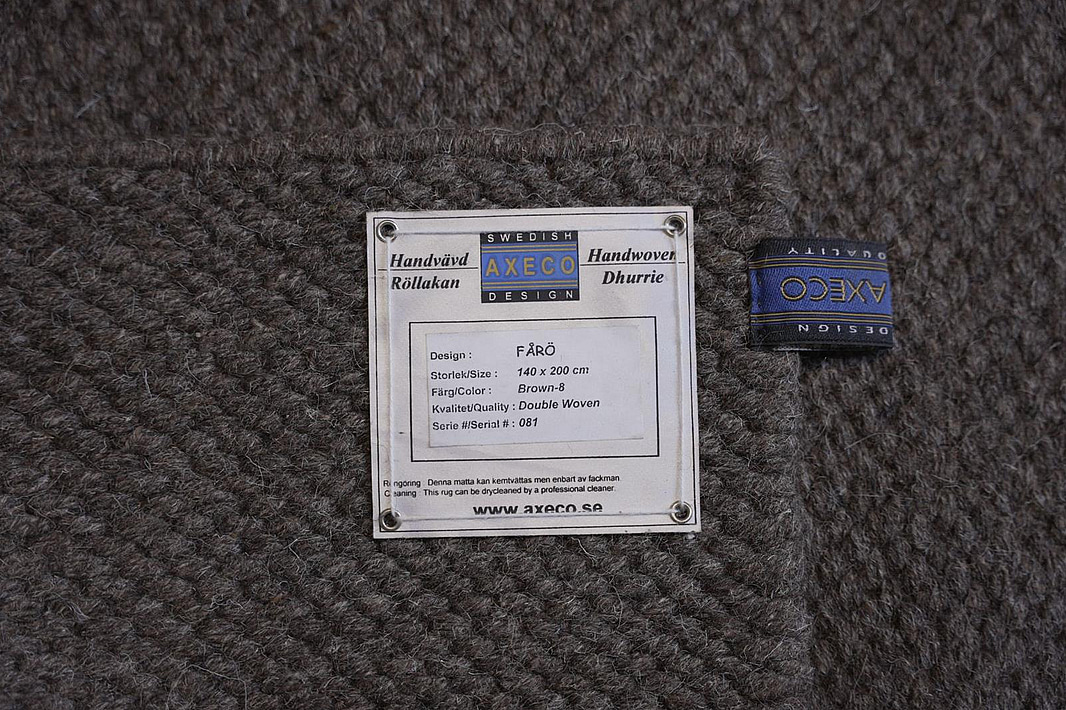 SWEDISH
AXECO
DESIGN
Handvävd
Röllakan
Handwoven
Dhurrie
Design : FÅRÖ
Storlek/Size : 140 x 200 cm
Färg/Color : Brown-8
Kvalitet/Quality : Double Woven
Serie #/Serial # : 081
Rengöring Denna matta kan kemtvättas men enbart av fackman
Cleaning This rug can be drycleaned by a professional cleaner.
www.axeco.se
QUALITY
AXECO
DESIGN